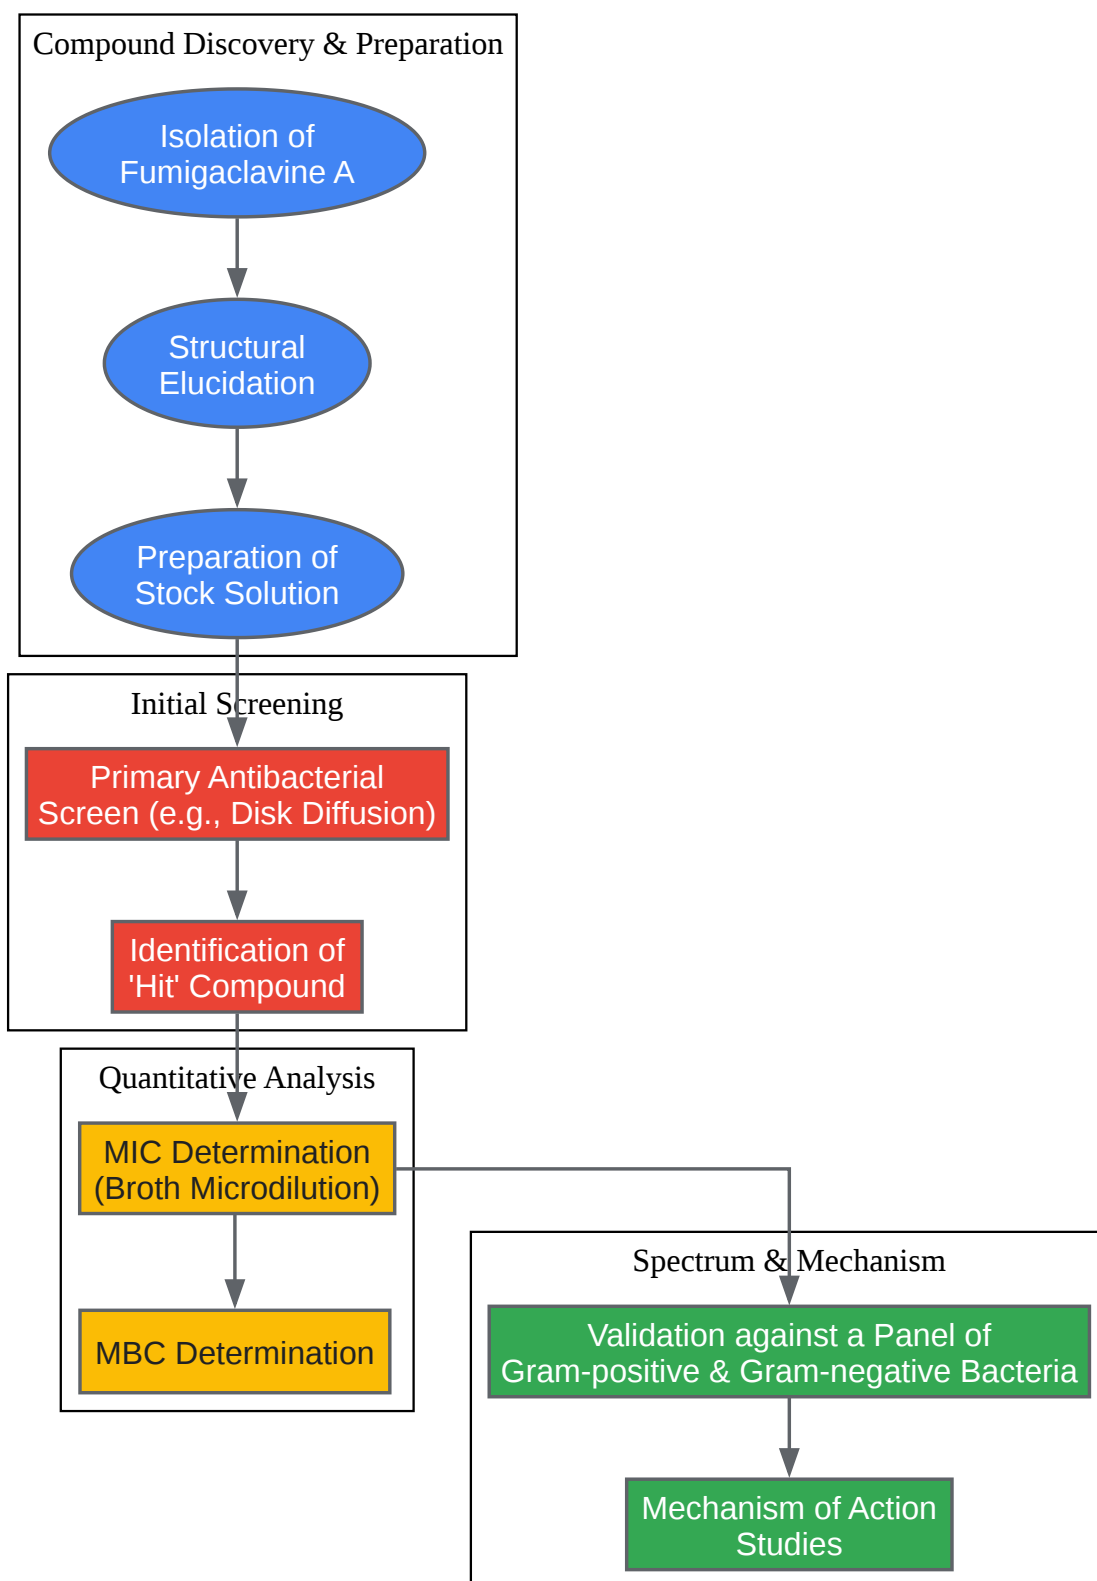 Compound Discovery & Preparation
Isolation of
Fumigaclavine A
Structural
Elucidation
Preparation of
Stock Solution
Initial Screening
Primary Antibacterial
Screen (e.g., Disk Diffusion)
Identification of
'Hit' Compound
Quantitative Analysis
MIC Determination
(Broth Microdilution)
MBC Determination
Spectrum & Mechanism
Validation against a Panel of
Gram-positive & Gram-negative Bacteria
Mechanism of Action
Studies